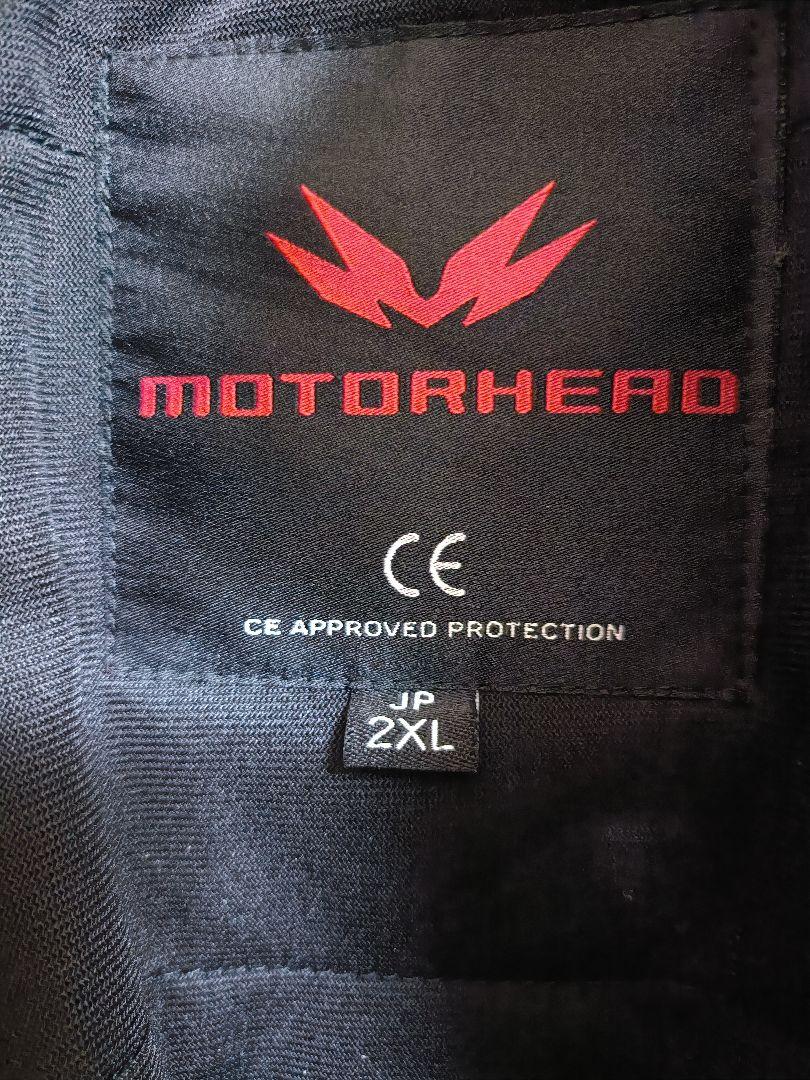 MOTORHEAD
CE
CE APPROVED PROTECTION
JP
2XL